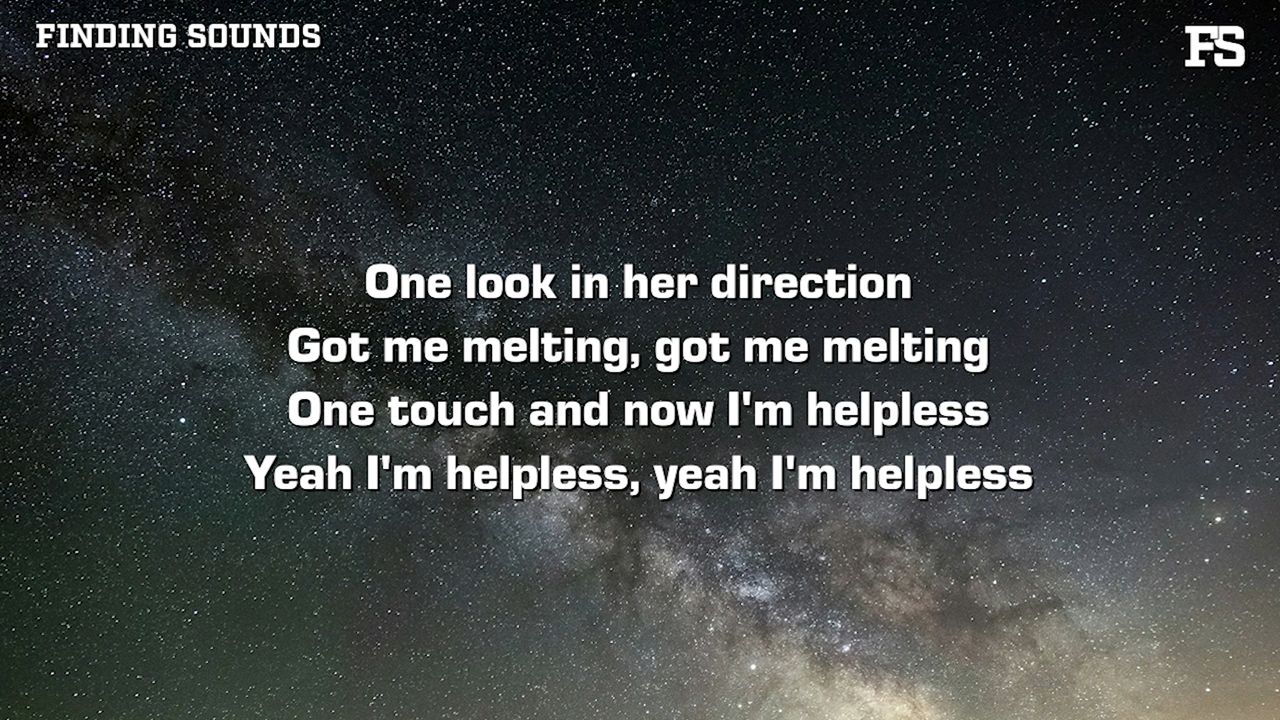 FINDING SOUNDS
FS
One look in her direction
Got me melting, got me melting
One touch and now I'm helpless
Yeah I'm helpless, yeah I'm helpless